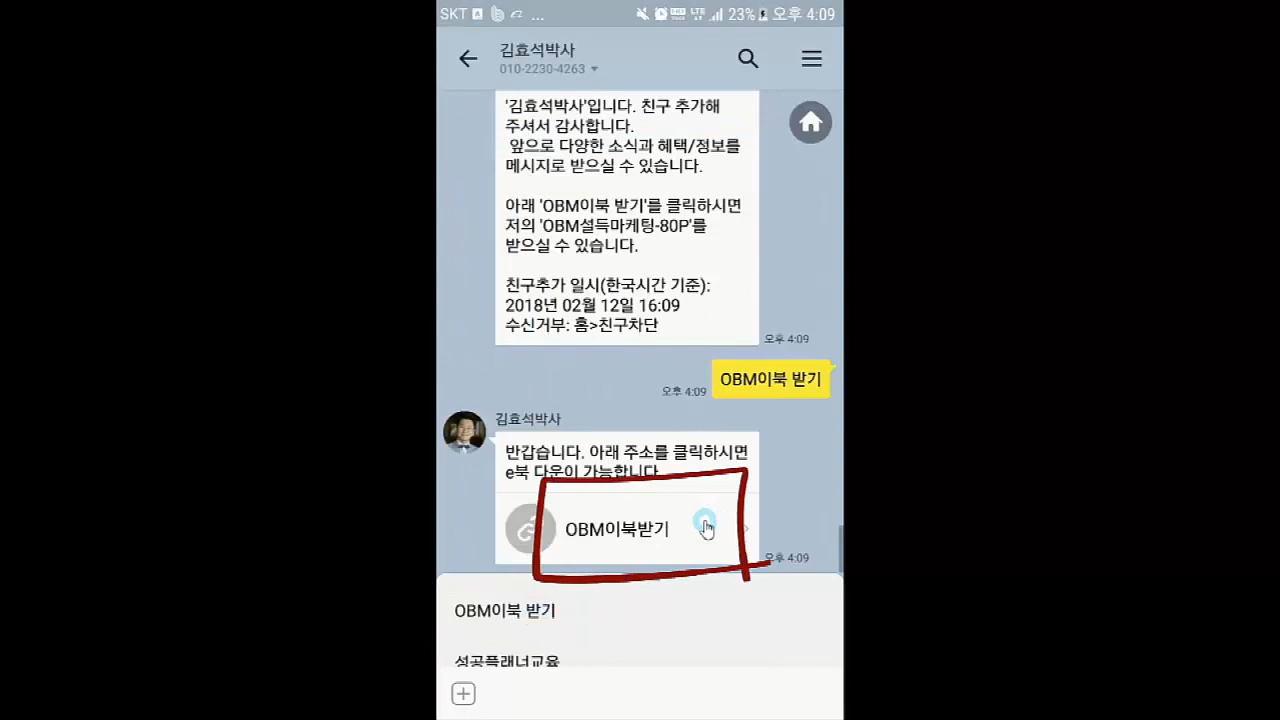 SKT ... LTE 23% 오후 4:09
김효석박사
010-2230-4263
'김효석박사'입니다. 친구 추가해
주셔서 감사합니다.
앞으로 다양한 소식과 혜택/정보를
메시지로 받으실 수 있습니다.
아래 'OBM이북 받기'를 클릭하시면
저의 'OBM설득마케팅-80P'를
받으실 수 있습니다.
친구추가 일시(한국시간 기준):
2018년 02월 12일 16:09
수신거부: 홈>친구차단
오후 4:09
OBM이북 받기
오후 4:09
김효석박사
반갑습니다. 아래 주소를 클릭하시면
e북 다운이 가능합니다
OBM이북받기
오후 4:09
OBM이북 받기
성공플래너교육